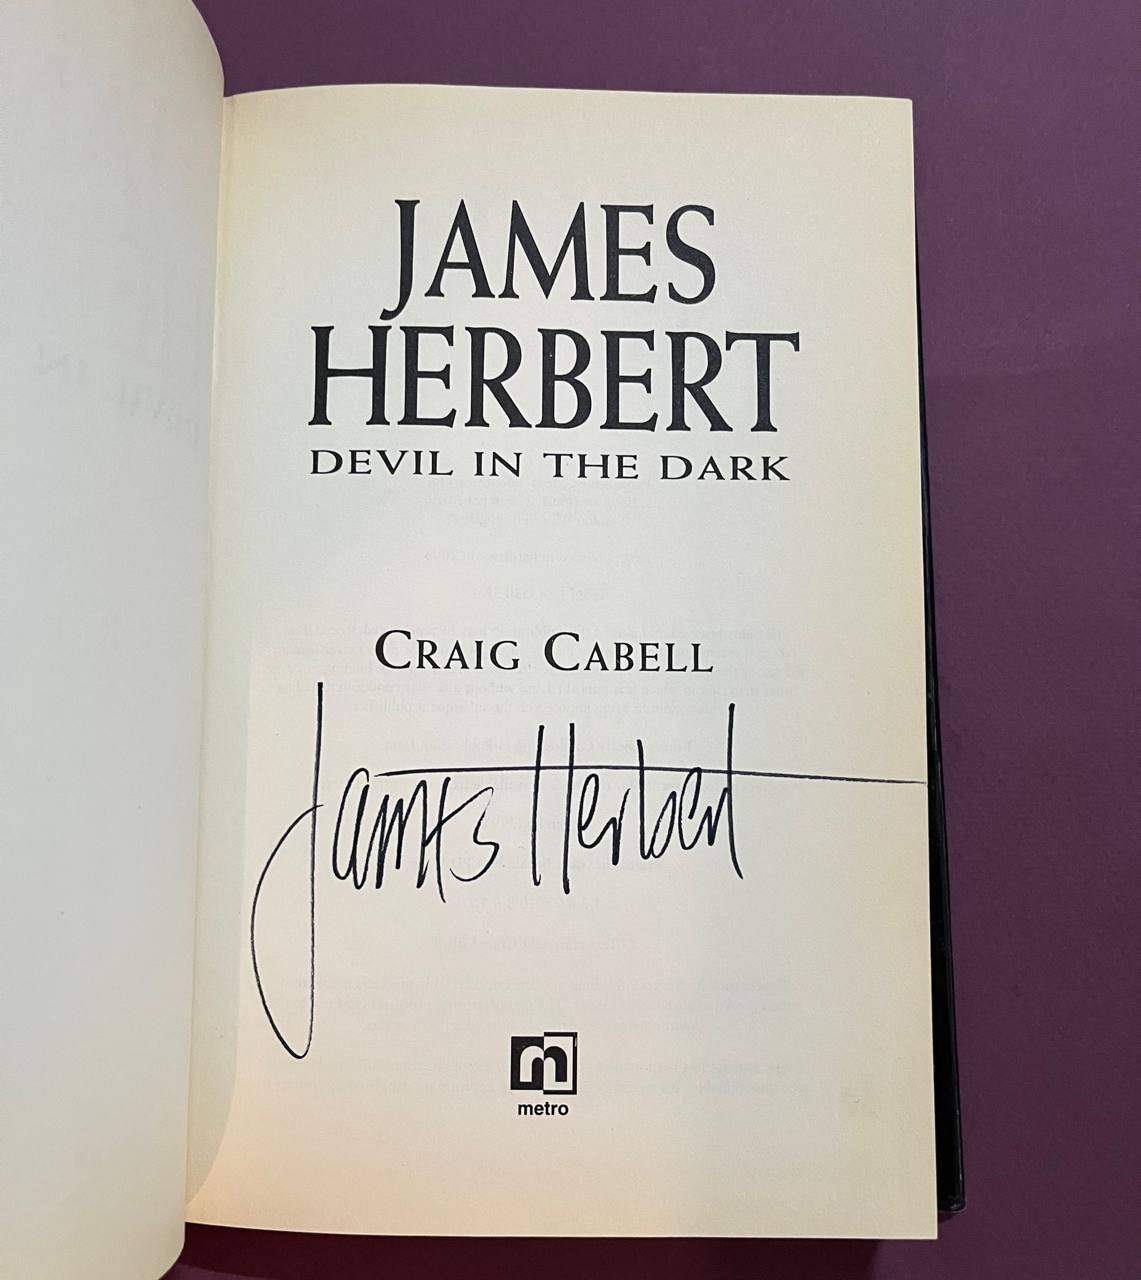 JAMES
HERBERT
DEVIL IN THE DARK
CRAIG CABELL
James Herbert
metro